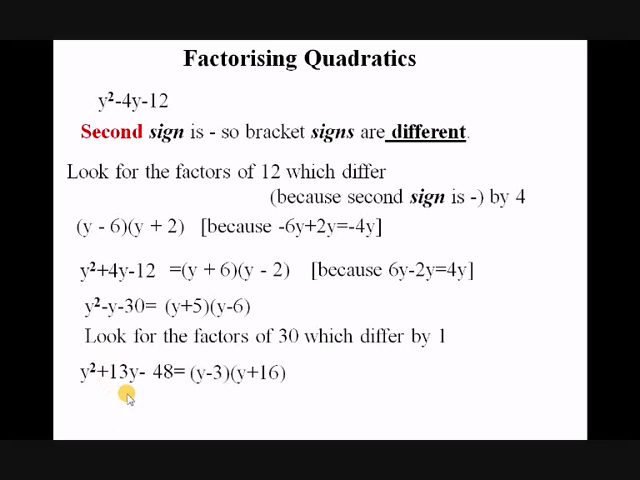 Factorising Quadratics
y²-4y-12
Second sign is - so bracket signs are different.
Look for the factors of 12 which differ
(because second sign is -) by 4
(y - 6)(y + 2) [because -6y+2y=-4y]
y²+4y-12 =(y + 6)(y - 2) [because 6y-2y=4y]
y²-y-30= (y+5)(y-6)
Look for the factors of 30 which differ by 1
y²+13y- 48= (y-3)(y+16)